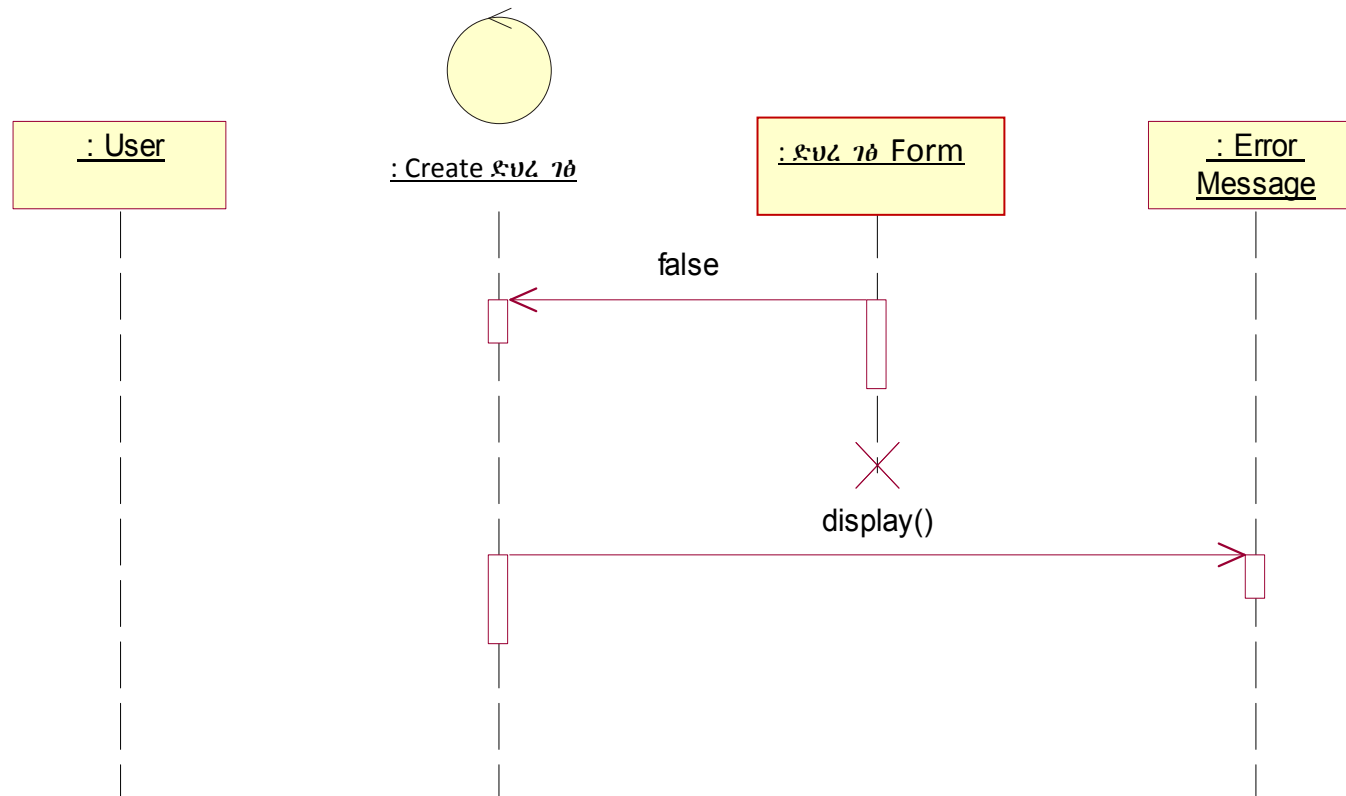 : User
: Create ድህረ ገፅ
: ድህረ ገፅ Form
: Error
Message
false
display()